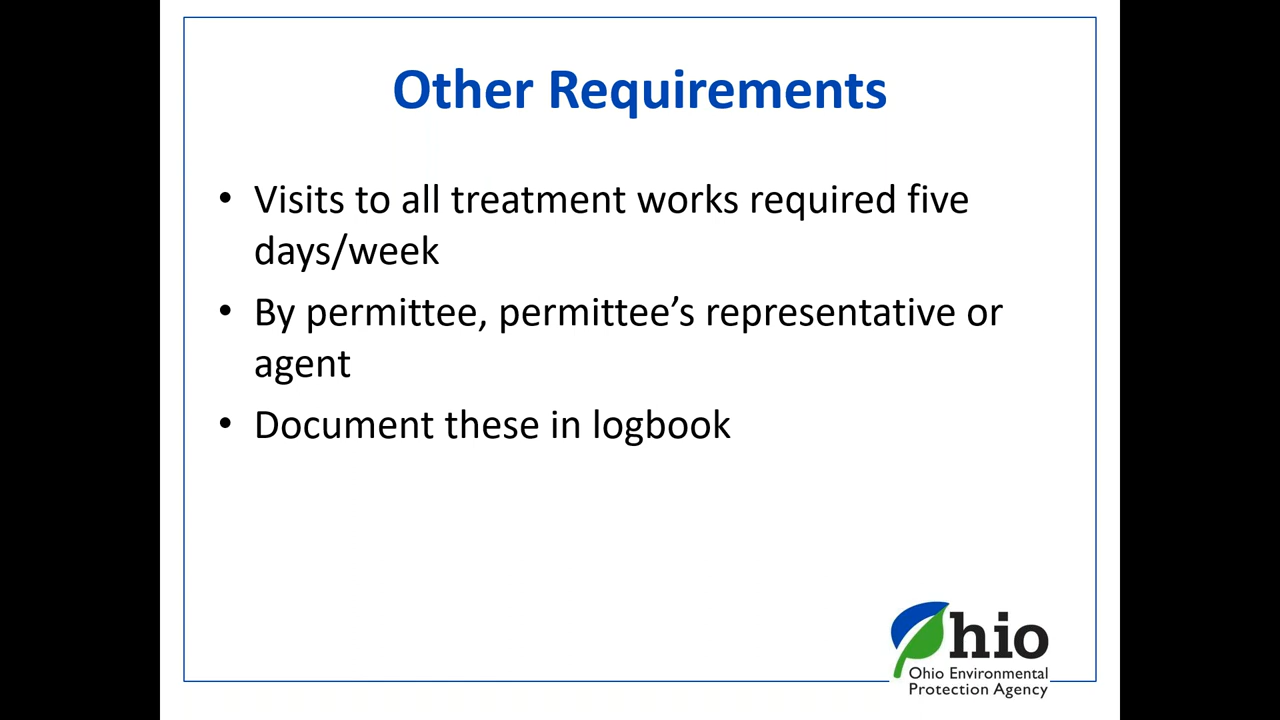 Other Requirements
• Visits to all treatment works required five
days/week
• By permittee, permittee’s representative or
agent
• Document these in logbook
Ohio
Ohio Environmental
Protection Agency